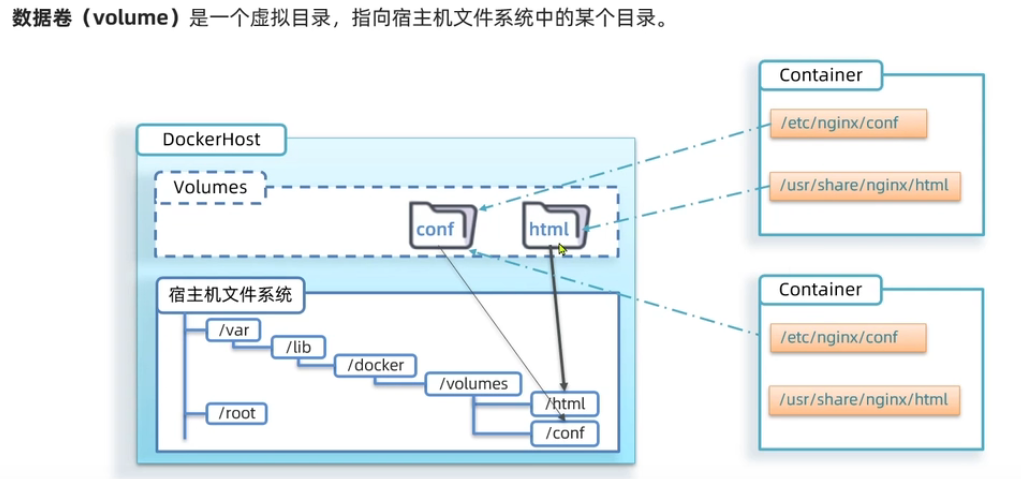 数据卷（volume）是一个虚拟目录，指向宿主机文件系统中的某个目录。
Container
/etc/nginx/conf
/usr/share/nginx/html
DockerHost
Volumes
conf
html
宿主机文件系统
/var
/lib
/docker
/volumes
/html
/root
/conf
Container
/etc/nginx/conf
/usr/share/nginx/html